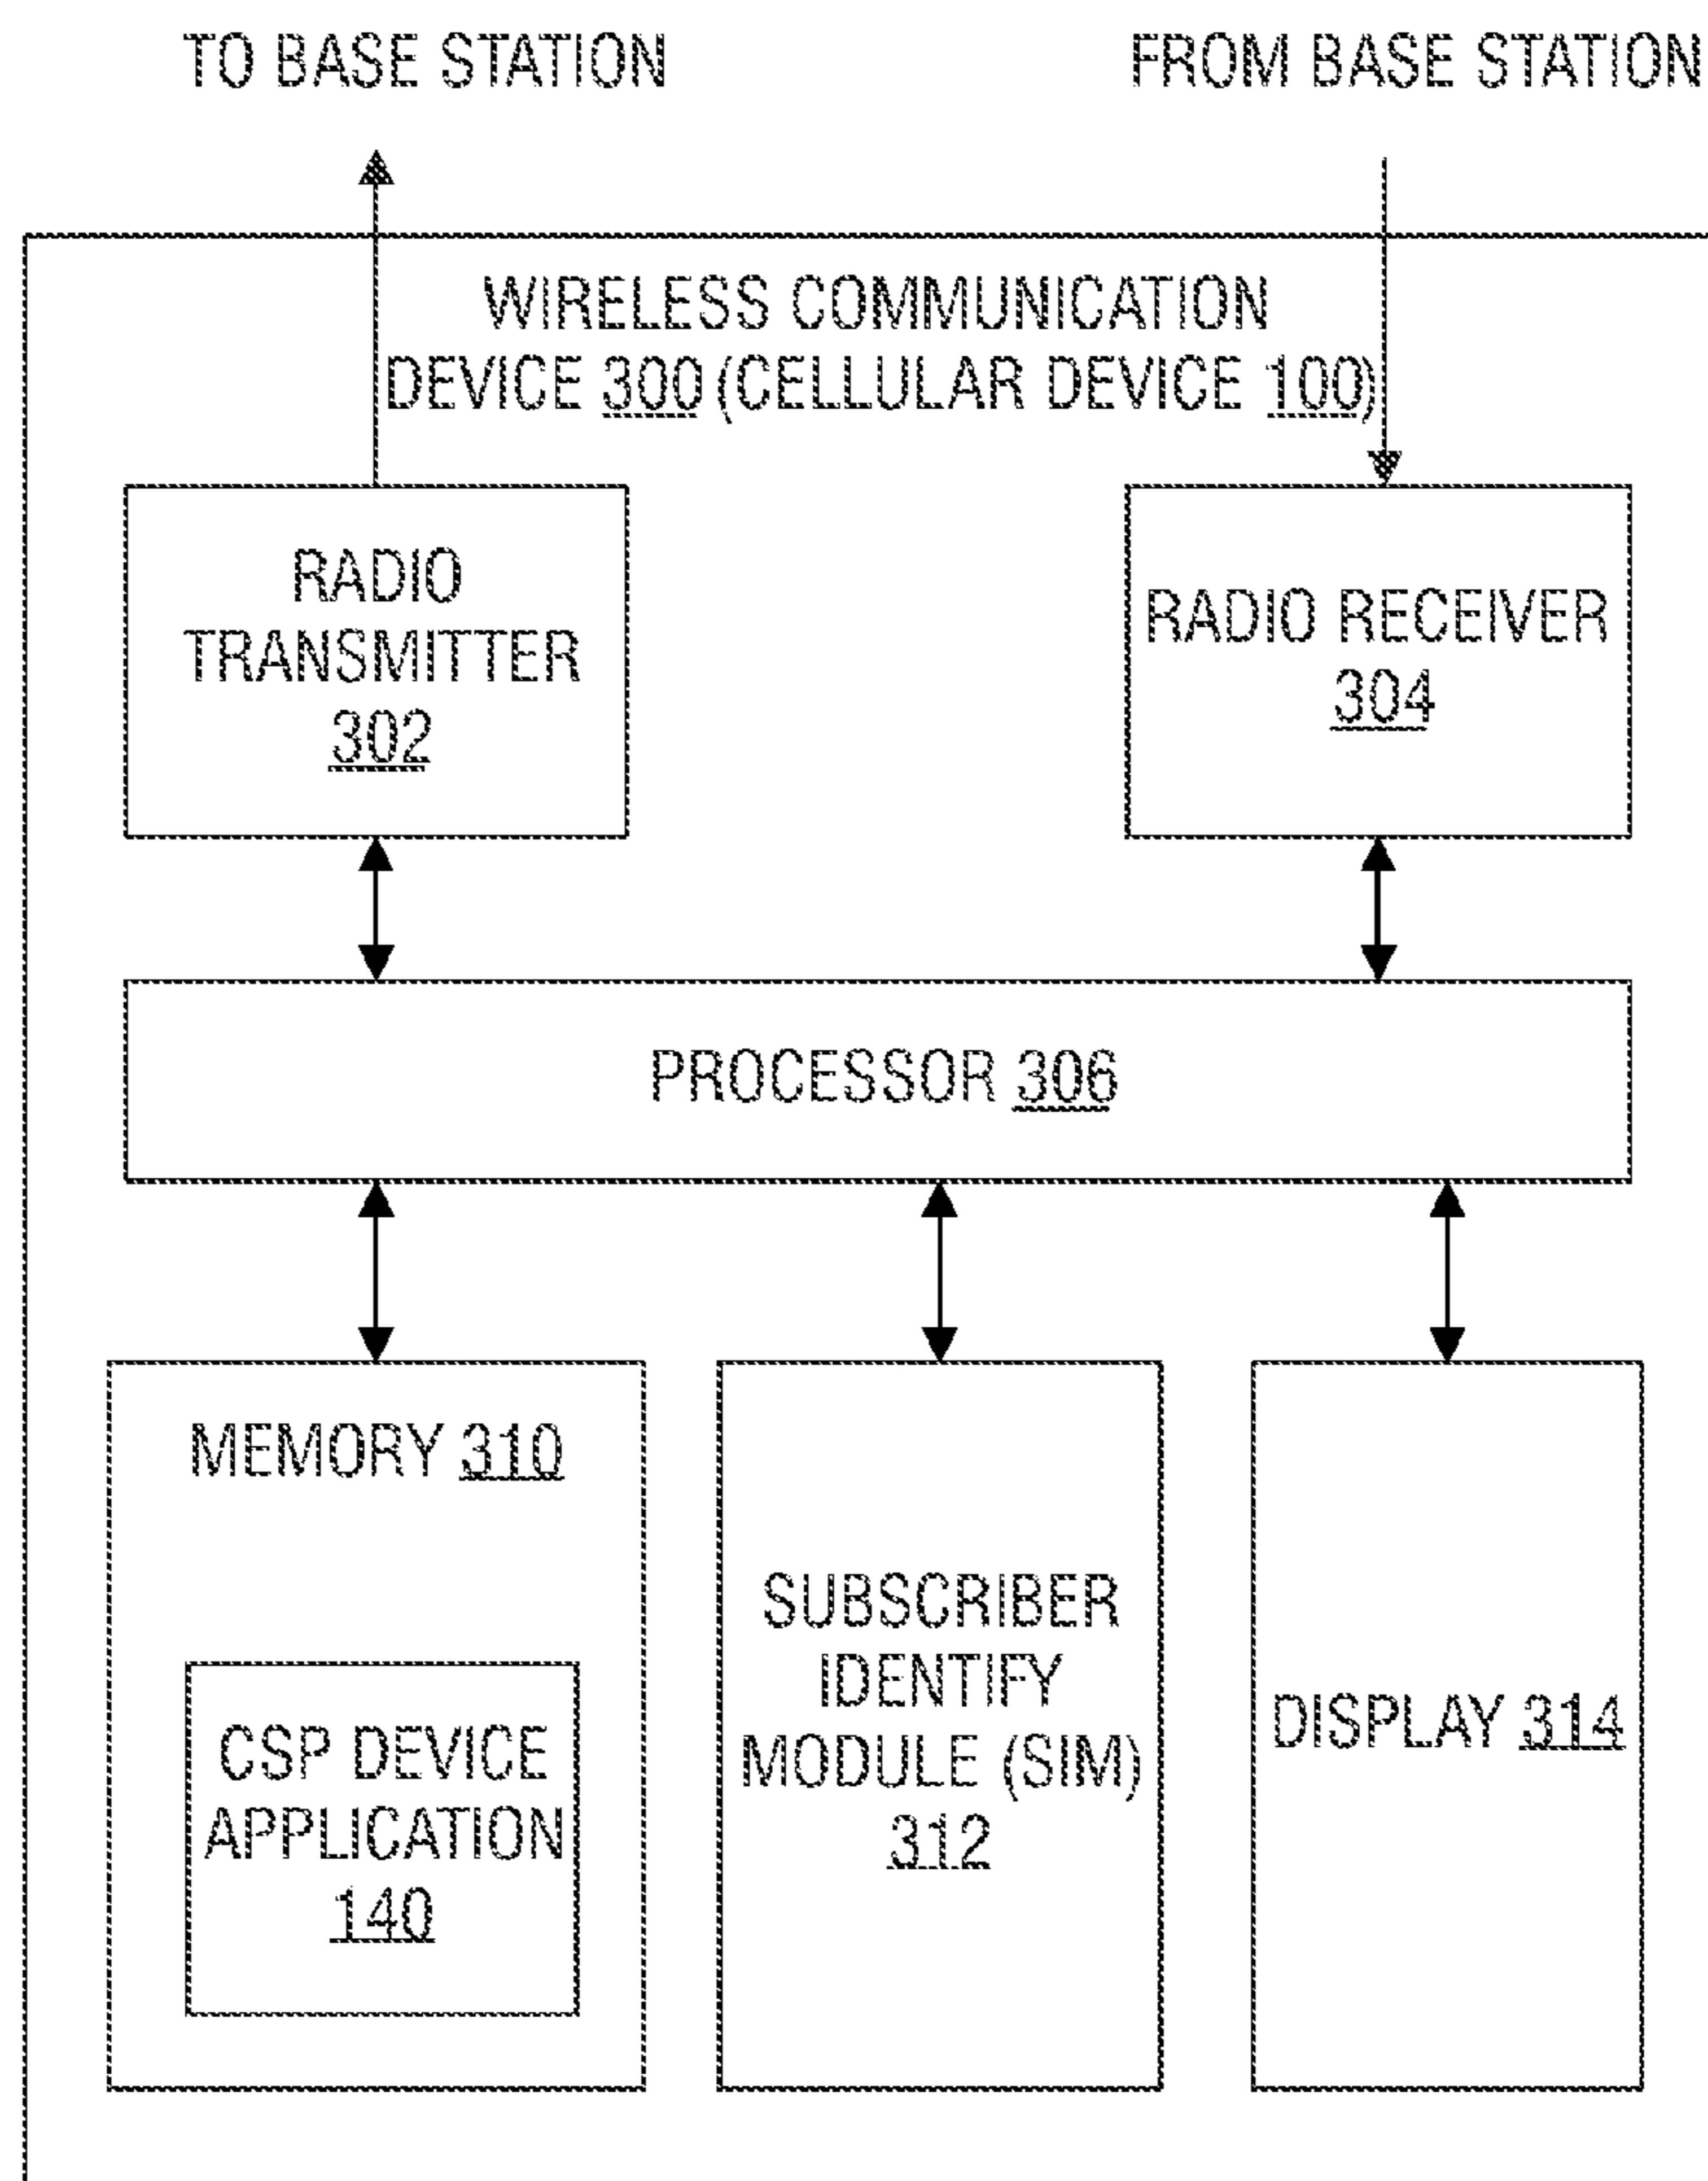 TO BASE STATION
FROM BASE STATION
WIRELESS COMMUNICATION
DEVICE 300 (CELLULAR DEVICE 100)
RADIO
TRANSMITTER
302
RADIO RECEIVER
304
PROCESSOR 306
MEMORY 310
CSP DEVICE
APPLICATION
140
SUBSCRIBER
IDENTIFY
MODULE (SIM)
312
DISPLAY 314